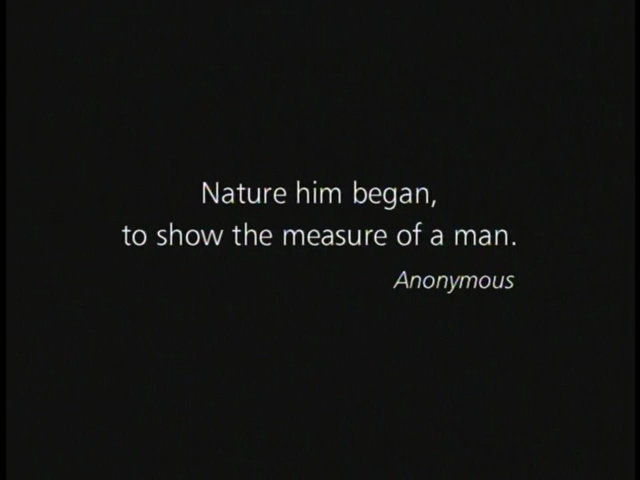 Nature him began,
to show the measure of a man.
Anonymous